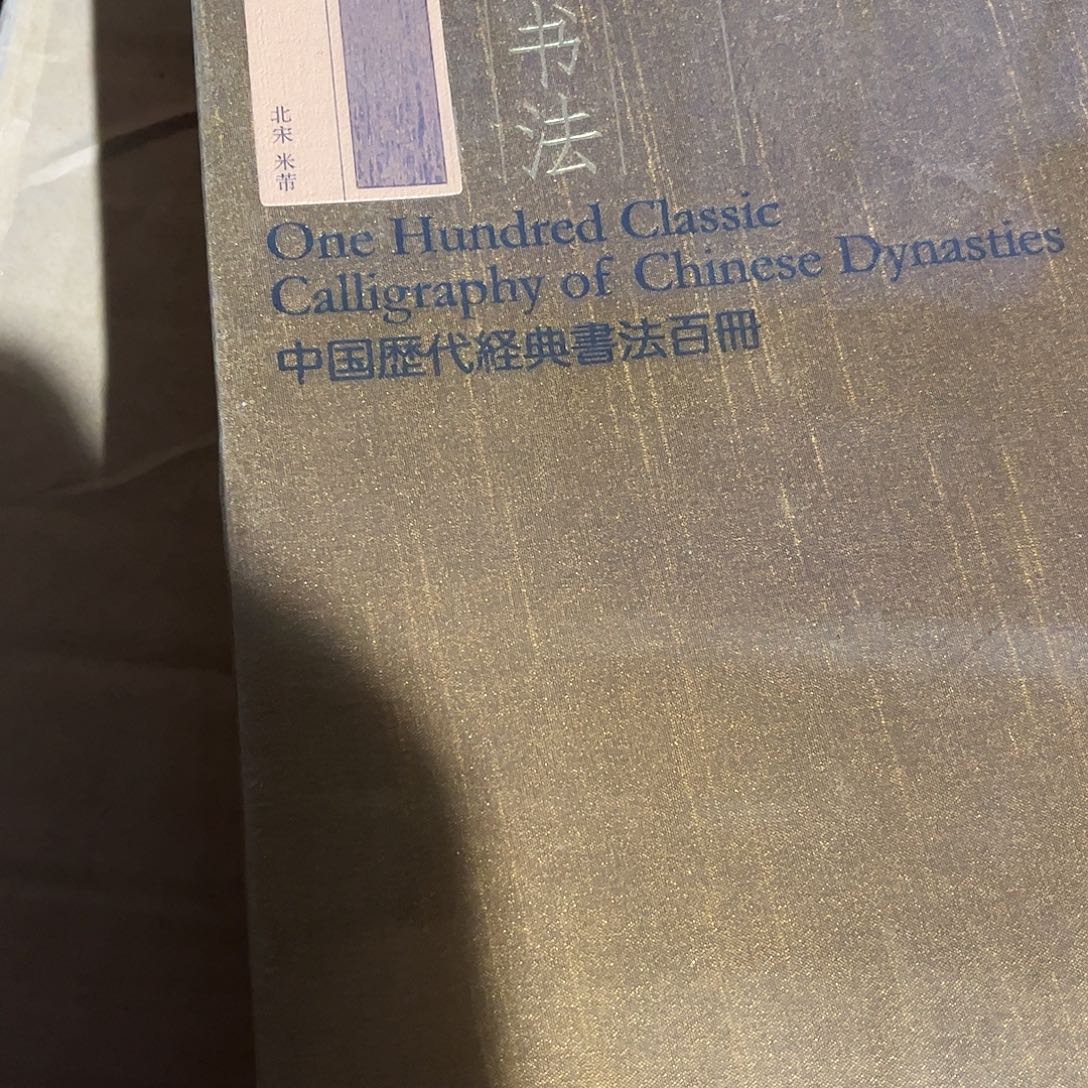 书法
北宋 米芾
One Hundred Classic
Calligraphy of Chinese Dynasties
中国歴代経典書法百冊